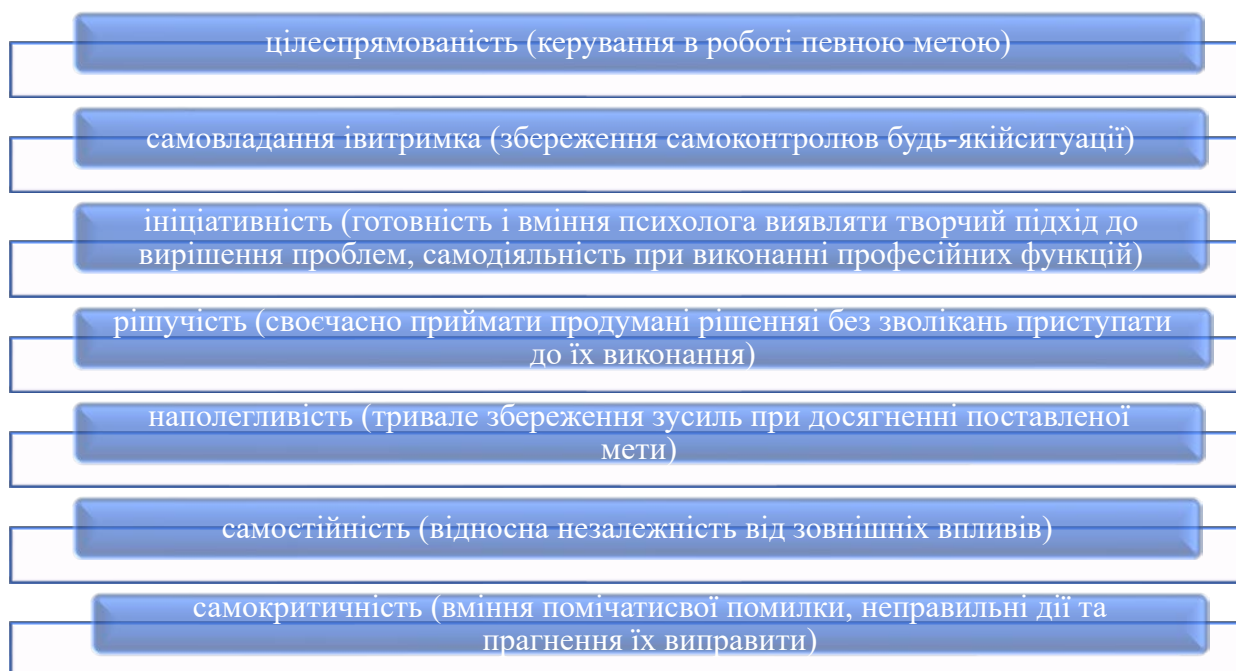 цілеспрямованість (керування в роботі певною метою)
самовладання івитримка (збереження самоконтролюв будь-якійситуації)
ініціативність (готовність і вміння психолога виявляти творчий підхід до
вирішення проблем, самодіяльність при виконанні професійних функцій)
рішучість (своєчасно приймати продумані рішенняі без зволікань приступати
до їх виконання)
наполегливість (тривале збереження зусиль при досягненні поставленої
мети)
самостійність (відносна незалежність від зовнішніх впливів)
самокритичність (вміння помічатисвої помилки, неправильні дії та
прагнення їх виправити)